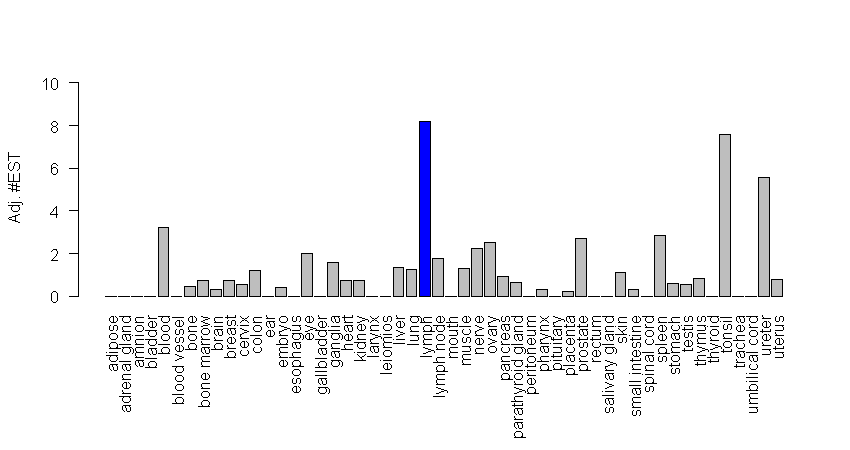 Adj. #EST
10
8
6
4
2
0
adipose
adrenal gland
amnion
bladder
blood
blood vessel
bone
bone marrow
brain
breast
cervix
colon
ear
embryo
esophagus
eye
gallbladder
ganglia
heart
kidney
larynx
leiomios
liver
lung
lymph
lymph node
mouth
muscle
nerve
ovary
pancreas
parathyroid gland
peritoneum
pharynx
pituitary
placenta
prostate
rectum
salivary gland
skin
small intestine
spinal cord
spleen
stomach
testis
thymus
thyroid
tonsil
trachea
umbilical cord
ureter
uterus